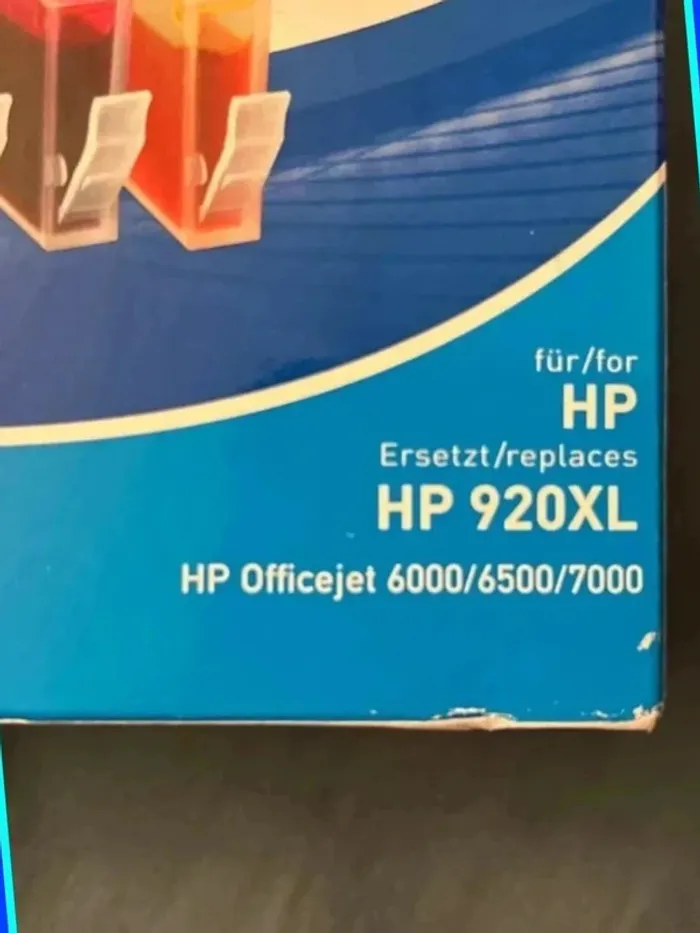 für/for
HP
Ersetzt/replaces
HP 920XL
HP Officejet 6000/6500/7000